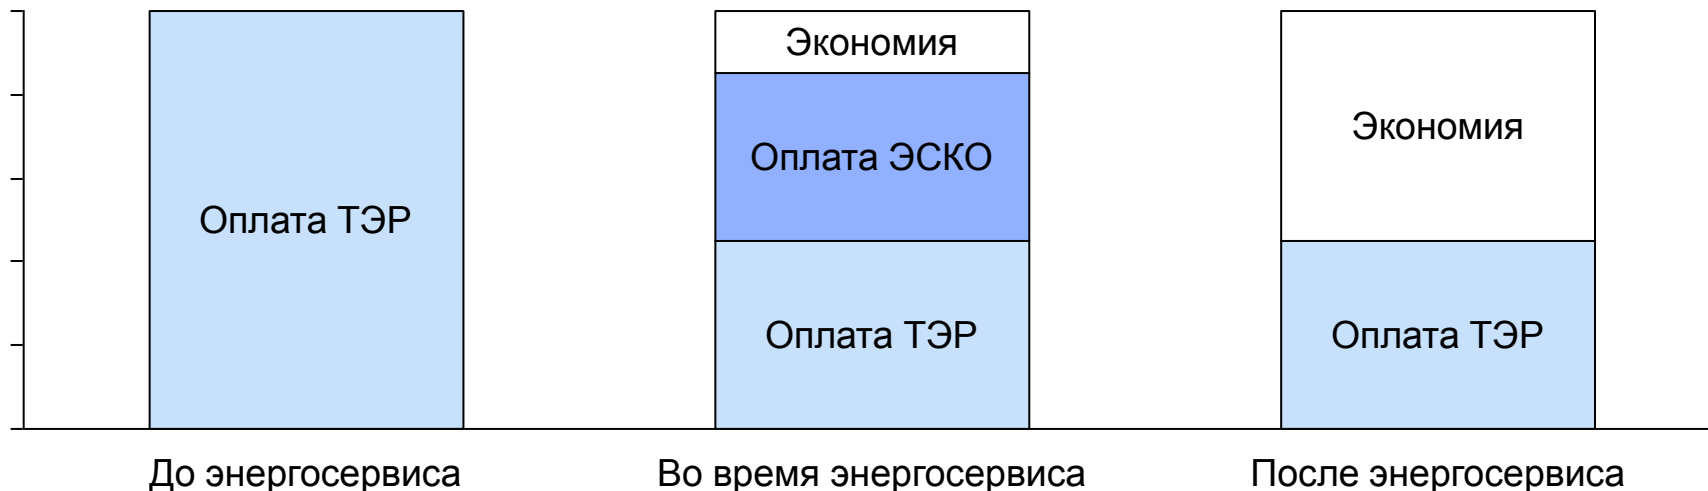 Оплата ТЭР
Экономия
Оплата ЭСКО
Оплата ТЭР
Экономия
Оплата ТЭР
До энергосервиса
Во время энергосервиса
После энергосервиса